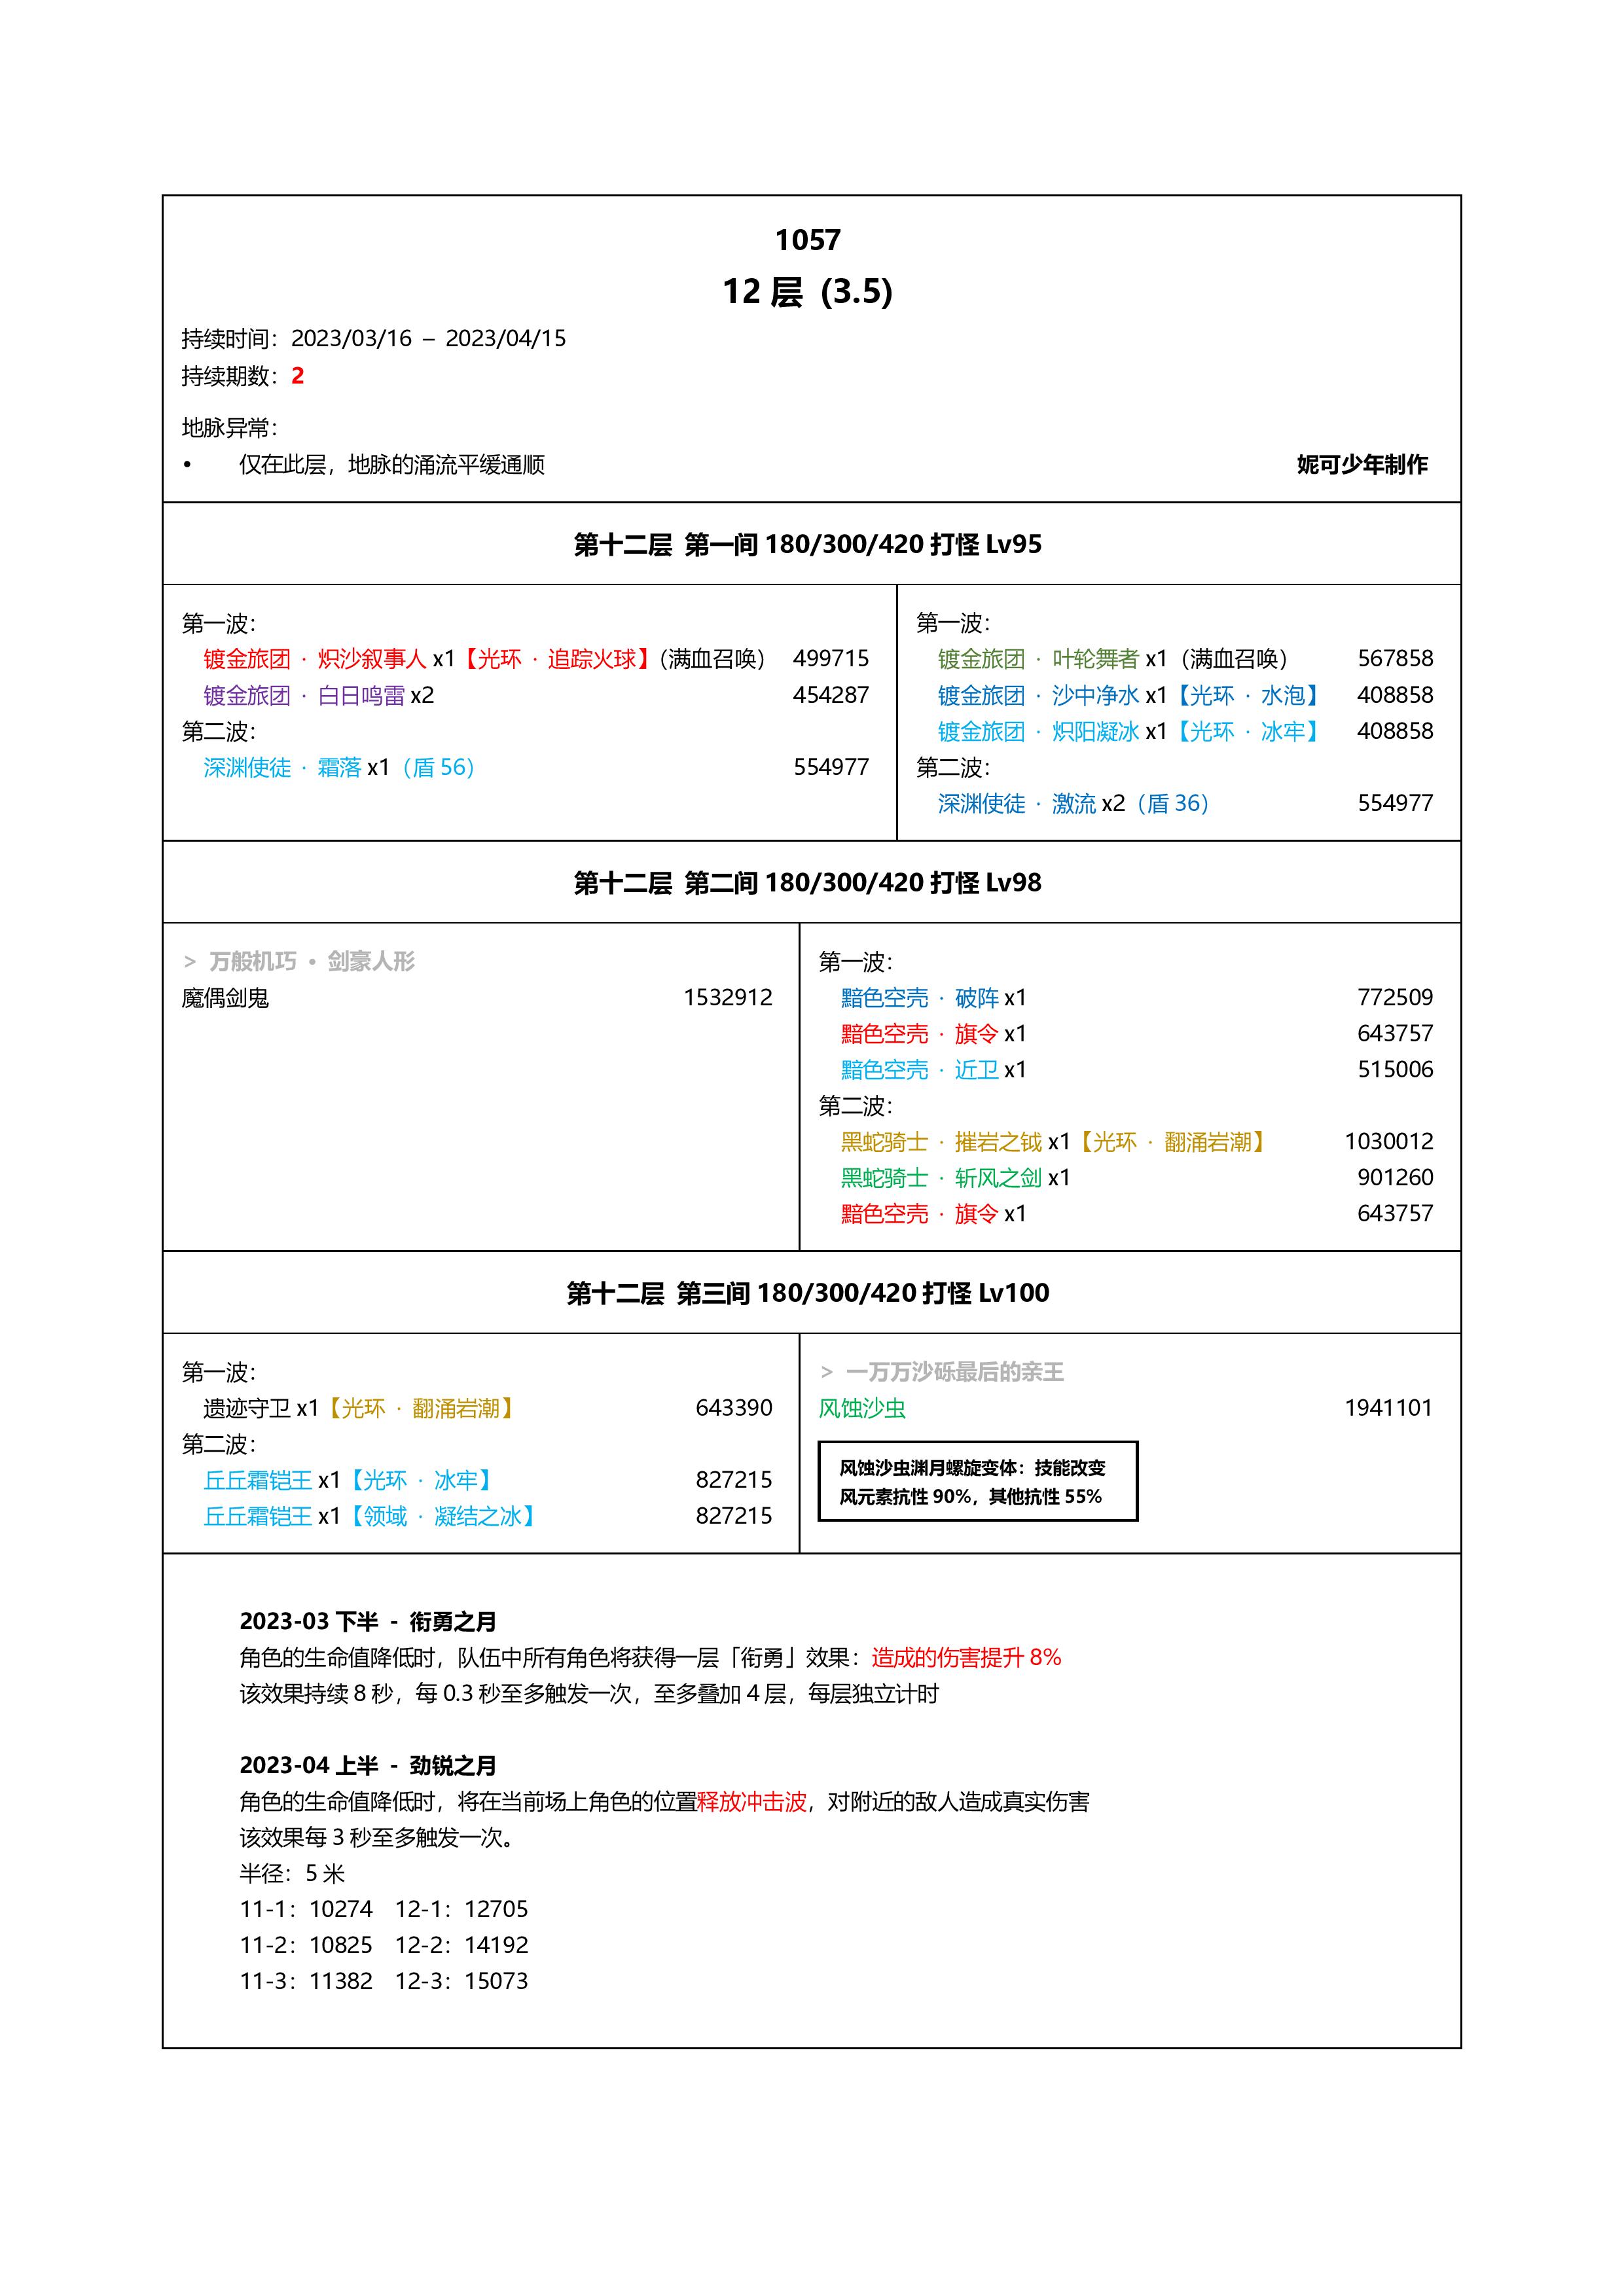 1057
12 层 (3.5)
持续时间：2023/03/16 – 2023/04/15
持续期数：2
地脉异常：
• 仅在此层，地脉的涌流平缓通顺
妮可少年制作
第十二层 第一间 180/300/420 打怪 Lv95
第一波：
镀金旅团 · 炽沙叙事人 x1【光环 · 追踪火球】(满血召唤） 499715
镀金旅团 · 白日鸣雷 x2 454287
第二波：
深渊使徒 · 霜落 x1（盾 56） 554977
第一波：
镀金旅团 · 叶轮舞者 x1（满血召唤） 567858
镀金旅团 · 沙中净水 x1【光环 · 水泡】 408858
镀金旅团 · 炽阳凝冰 x1【光环 · 冰牢】 408858
第二波：
深渊使徒 · 激流 x2（盾 36） 554977
第十二层 第二间 180/300/420 打怪 Lv98
> 万般机巧 • 剑豪人形
魔偶剑鬼 1532912
第一波：
黯色空壳 · 破阵 x1 772509
黯色空壳 · 旗令 x1 643757
黯色空壳 · 近卫 x1 515006
第二波：
黑蛇骑士 · 摧岩之钺 x1【光环 · 翻涌岩潮】 1030012
黑蛇骑士 · 斩风之剑 x1 901260
黯色空壳 · 旗令 x1 643757
第十二层 第三间 180/300/420 打怪 Lv100
第一波：
遗迹守卫 x1【光环 · 翻涌岩潮】 643390
第二波：
丘丘霜铠王 x1【光环 · 冰牢】 827215
丘丘霜铠王 x1【领域 · 凝结之冰】 827215
> 一万万沙砾最后的亲王
风蚀沙虫 1941101
风蚀沙虫渊月螺旋变体：技能改变
风元素抗性 90%，其他抗性 55%
2023-03 下半 - 衔勇之月
角色的生命值降低时，队伍中所有角色将获得一层「衔勇」效果：造成的伤害提升 8%
该效果持续 8 秒，每 0.3 秒至多触发一次，至多叠加 4 层，每层独立计时
2023-04 上半 - 劲锐之月
角色的生命值降低时，将在当前场上角色的位置释放冲击波，对附近的敌人造成真实伤害
该效果每 3 秒至多触发一次。
半径：5 米
11-1：10274 12-1：12705
11-2：10825 12-2：14192
11-3：11382 12-3：15073